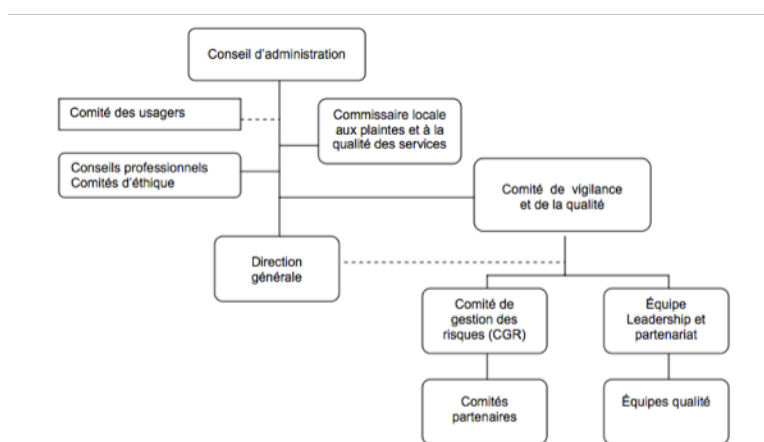 Conseil d'administration
Comité des usagers
Commissaire locale
aux plaintes et à la
qualité des services
Conseils professionnels
Comités d'éthique
Comité de vigilance
et de la qualité
Direction
générale
Comité de
gestion des
risques (CGR)
Équipe
Leadership et
partenariat
Comités
partenaires
Équipes qualité